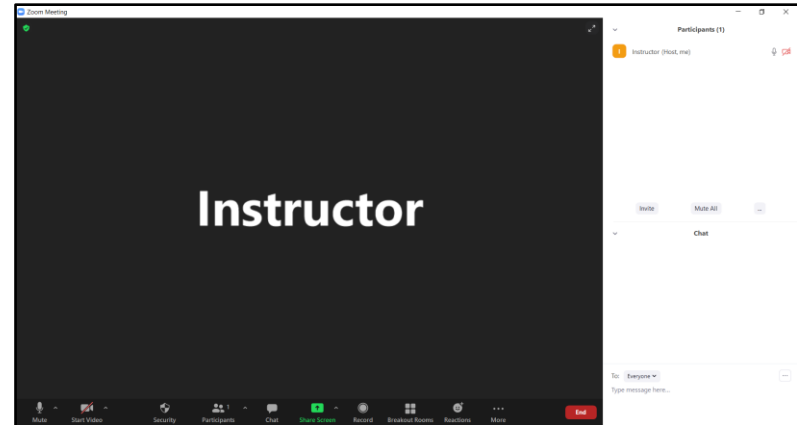 Zoom Meeting
Participants (1)
I Instructor (Host, me)
Instructor
Invite Mute All ...
Chat
To: Everyone
Type message here...
Mute Start Video Security Participants 1 Chat Share Screen Record Breakout Rooms Reactions More End